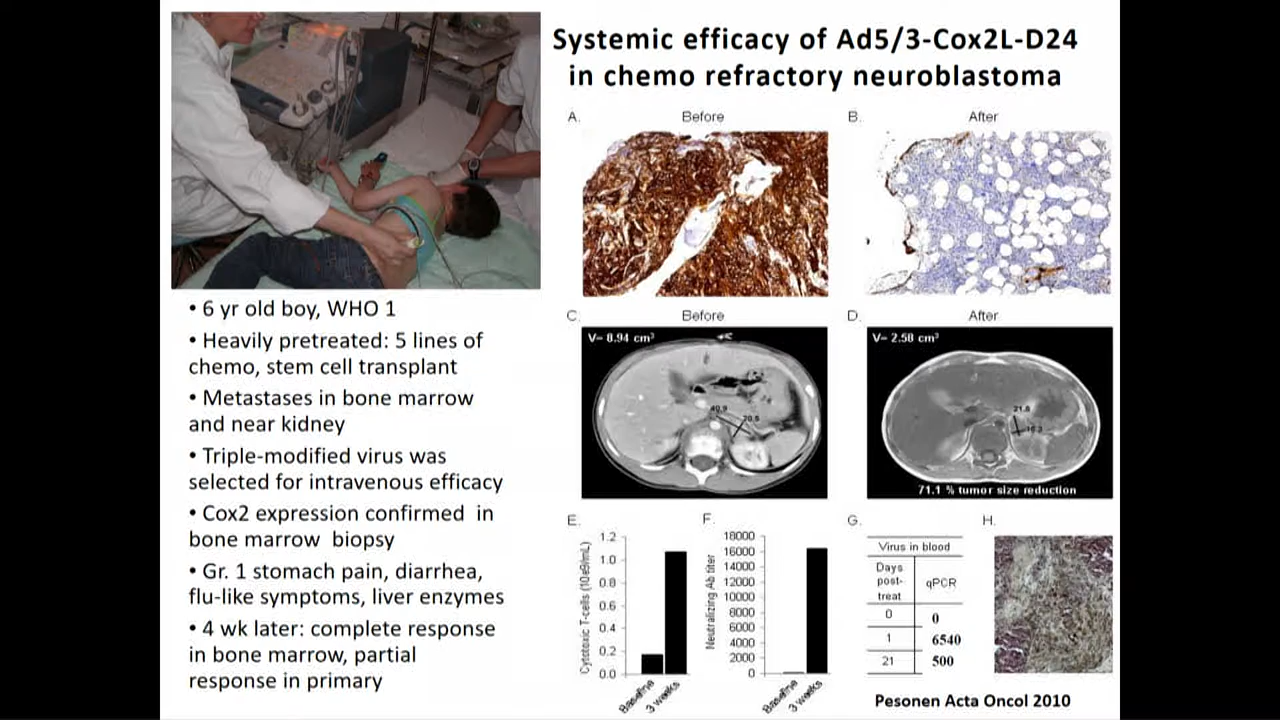 Systemic efficacy of Ad5/3-Cox2L-D24
in chemo refractory neuroblastoma
• 6 yr old boy, WHO 1
• Heavily pretreated: 5 lines of
chemo, stem cell transplant
• Metastases in bone marrow
and near kidney
• Triple-modified virus was
selected for intravenous efficacy
• Cox2 expression confirmed in
bone marrow biopsy
• Gr. 1 stomach pain, diarrhea,
flu-like symptoms, liver enzymes
• 4 wk later: complete response
in bone marrow, partial
response in primary
A. Before
B. After
C. Before
V= 8.94 cm³
40.9
20.5
D. After
V= 2.58 cm³
21.8
71.1 % tumor size reduction
E.
Cytotoxic T-cells (10e9/mL)
1.2
1.0
0.8
0.6
0.4
0.2
0.0
Baseline
3 weeks
F.
Neutralizing Ab titer
18000
16000
14000
12000
10000
8000
6000
4000
2000
0
Baseline
3 weeks
G.
Virus in blood
Days
post-
treat
qPCR
0 0
1 6540
21 500
H.
Pesonen Acta Oncol 2010